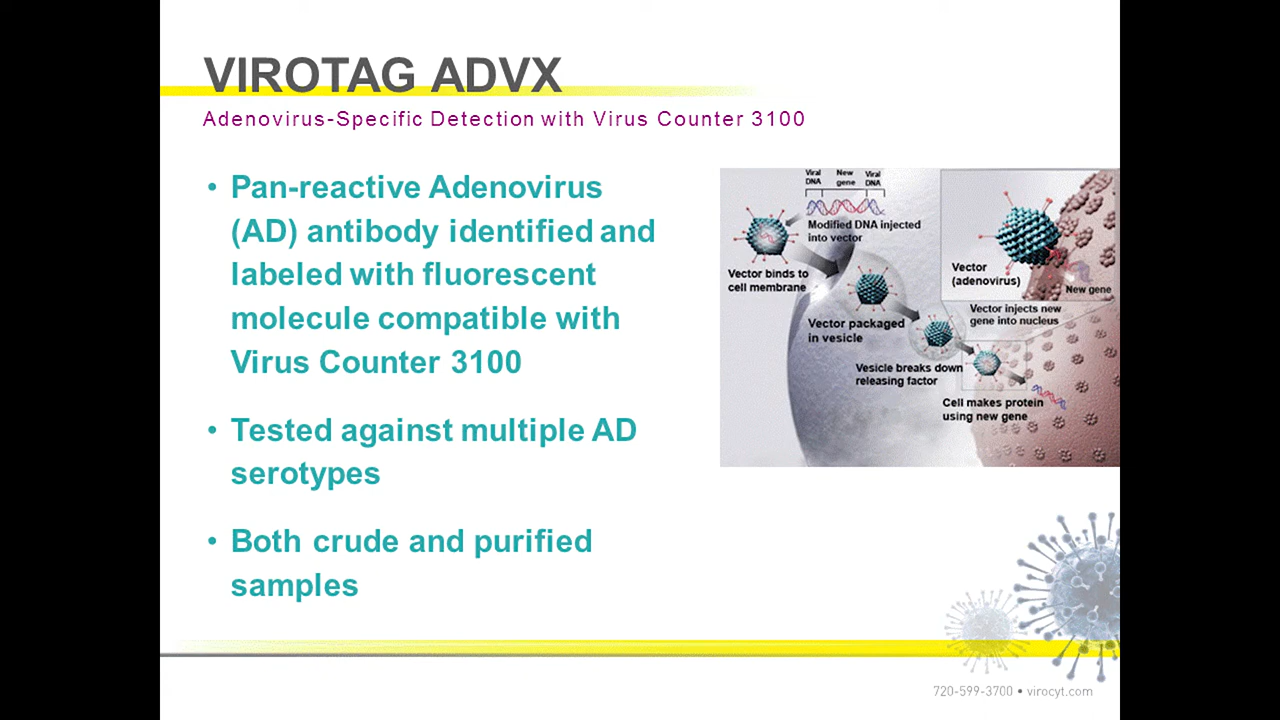 VIROTAG ADVX
Adenovirus-Specific Detection with Virus Counter 3100
• Pan-reactive Adenovirus
(AD) antibody identified and
labeled with fluorescent
molecule compatible with
Virus Counter 3100
• Tested against multiple AD
serotypes
• Both crude and purified
samples
Viral DNA
New gene
Viral DNA
Modified DNA injected
into vector
Vector binds to
cell membrane
Vector packaged
in vesicle
Vesicle breaks down
releasing factor
Cell makes protein
using new gene
Vector
(adenovirus)
New gene
Vector injects new
gene into nucleus
720-599-3700 • virocyt.com